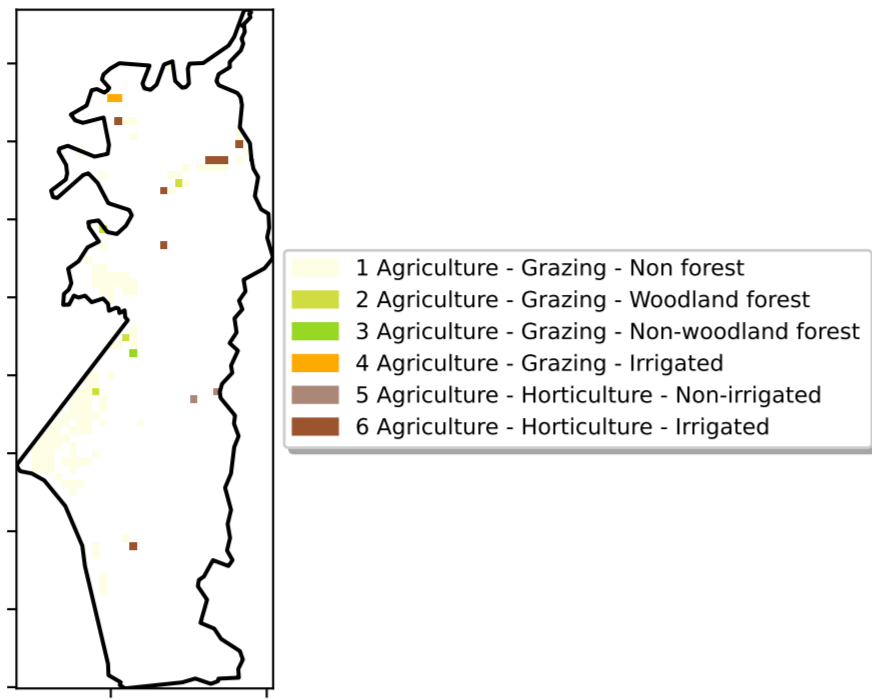 1 Agriculture - Grazing - Non forest
2 Agriculture - Grazing - Woodland forest
3 Agriculture - Grazing - Non-woodland forest
4 Agriculture - Grazing - Irrigated
5 Agriculture - Horticulture - Non-irrigated
6 Agriculture - Horticulture - Irrigated